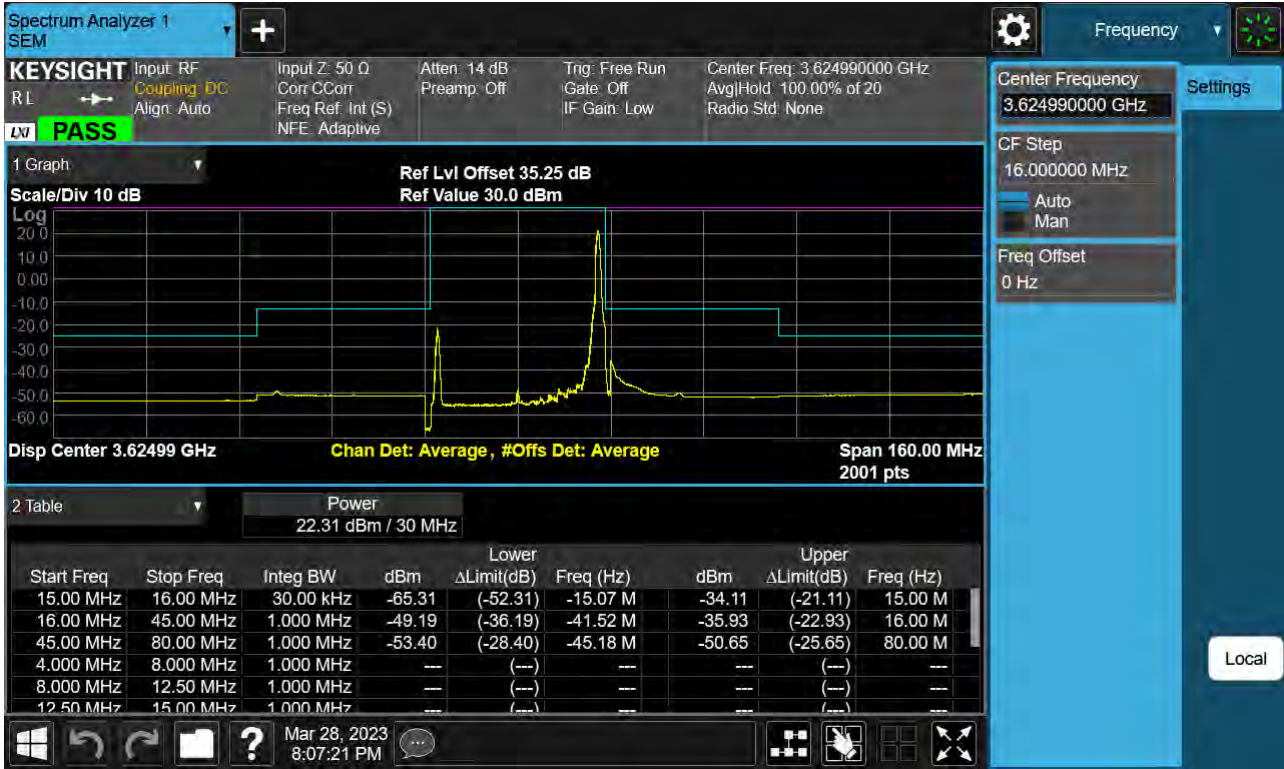 Spectrum Analyzer 1
SEM
Frequency
KEYSIGHT
R L
LXI
PASS
Input: RF
Coupling: DC
Align: Auto
Input Z: 50 Ω
Corr CCorr
Freq Ref: Int (S)
NFE: Adaptive
Atten: 14 dB
Preamp: Off
Trig: Free Run
Gate: Off
IF Gain: Low
Center Freq: 3.624990000 GHz
Avg|Hold: 100.00% of 20
Radio Std: None
Center Frequency
3.624990000 GHz
Settings
CF Step
16.000000 MHz
Auto
Man
Freq Offset
0 Hz
1 Graph
Ref Lvl Offset 35.25 dB
Scale/Div 10 dB
Ref Value 30.0 dBm
Log
20.0
10.0
0.00
-10.0
-20.0
-30.0
-40.0
-50.0
-60.0
Disp Center 3.62499 GHz
Chan Det: Average, #Offs Det: Average
Span 160.00 MHz
2001 pts
2 Table
Power
22.31 dBm / 30 MHz
Lower Upper
Start Freq Stop Freq Integ BW dBm ΔLimit(dB) Freq (Hz) dBm ΔLimit(dB) Freq (Hz)
15.00 MHz 16.00 MHz 30.00 kHz -65.31 (-52.31) -15.07 M -34.11 (-21.11) 15.00 M
16.00 MHz 45.00 MHz 1.000 MHz -49.19 (-36.19) -41.52 M -35.93 (-22.93) 16.00 M
45.00 MHz 80.00 MHz 1.000 MHz -53.40 (-28.40) -45.18 M -50.65 (-25.65) 80.00 M
4.000 MHz 8.000 MHz 1.000 MHz --- (---) --- --- (---) ---
8.000 MHz 12.50 MHz 1.000 MHz --- (---) --- --- (---) ---
12.50 MHz 15.00 MHz 1.000 MHz --- (---) --- --- (---) ---
Local
?
Mar 28, 2023
8:07:21 PM